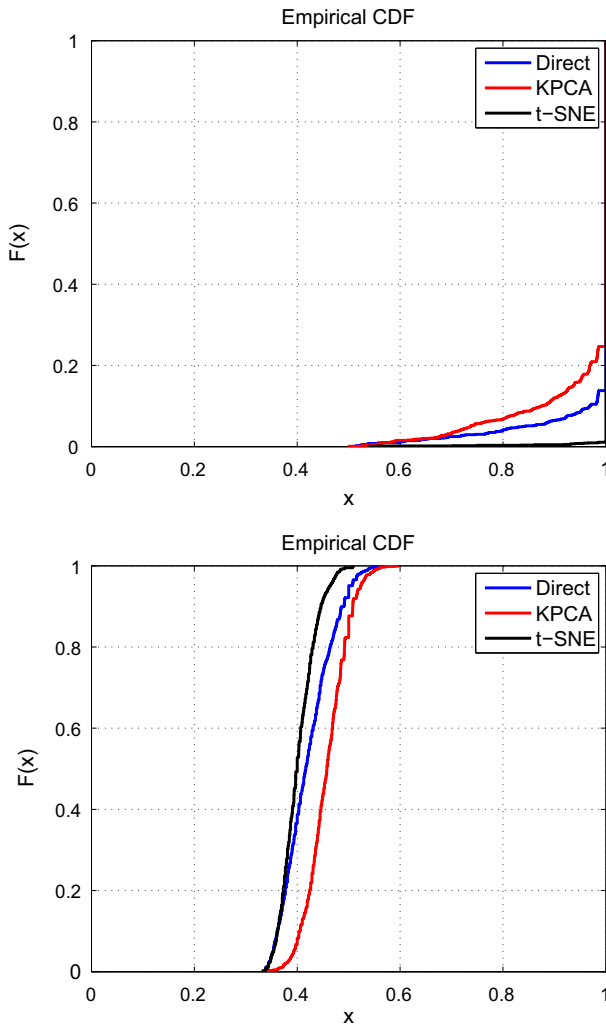 Empirical CDF
1
0.8
0.6
0.4
0.2
0
F(x)
Direct
KPCA
t−SNE
0 0.2 0.4 0.6 0.8 1
x
Empirical CDF
1
0.8
0.6
0.4
0.2
0
F(x)
Direct
KPCA
t−SNE
0 0.2 0.4 0.6 0.8 1
x